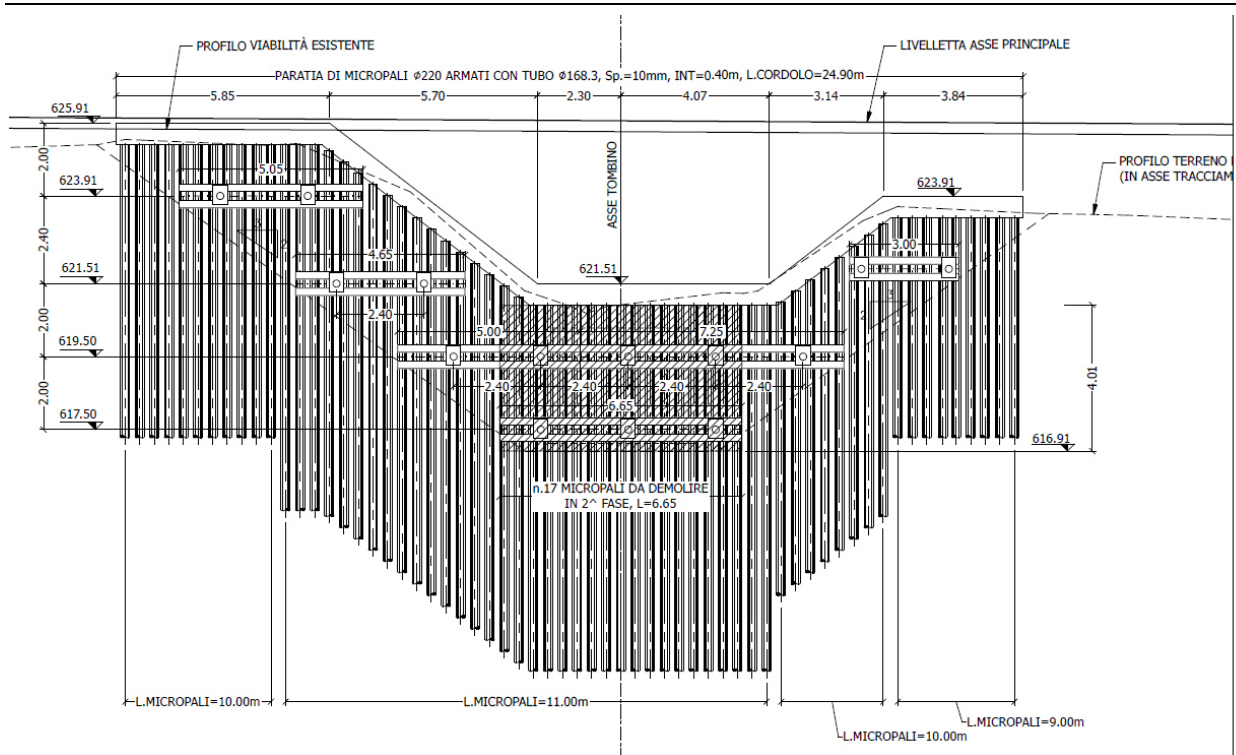 PROFILO VIABILITÀ ESISTENTE
LIVELLETTA ASSE PRINCIPALE
PARATIA DI MICROPALI ø220 ARMATI CON TUBO ø168.3, Sp.=10mm, INT=0.40m, L.CORDOLO=24.90m
5.85
5.70
2.30
4.07
3.14
3.84
625.91
2.00
623.91
2.40
621.51
2.00
619.50
2.00
617.50
ASSE TOMBINO
PROFILO TERRENO
(IN ASSE TRACCIAM
623.91
621.51
5.05
3
2
4.65
2.40
3.00
3
5.00
7.25
2.40
2.40
2.40
2.40
6.65
4.01
616.91
n.17 MICROPALI DA DEMOLIRE
IN 2^ FASE, L=6.65
L.MICROPALI=10.00m
L.MICROPALI=11.00m
L.MICROPALI=10.00m
L.MICROPALI=9.00m